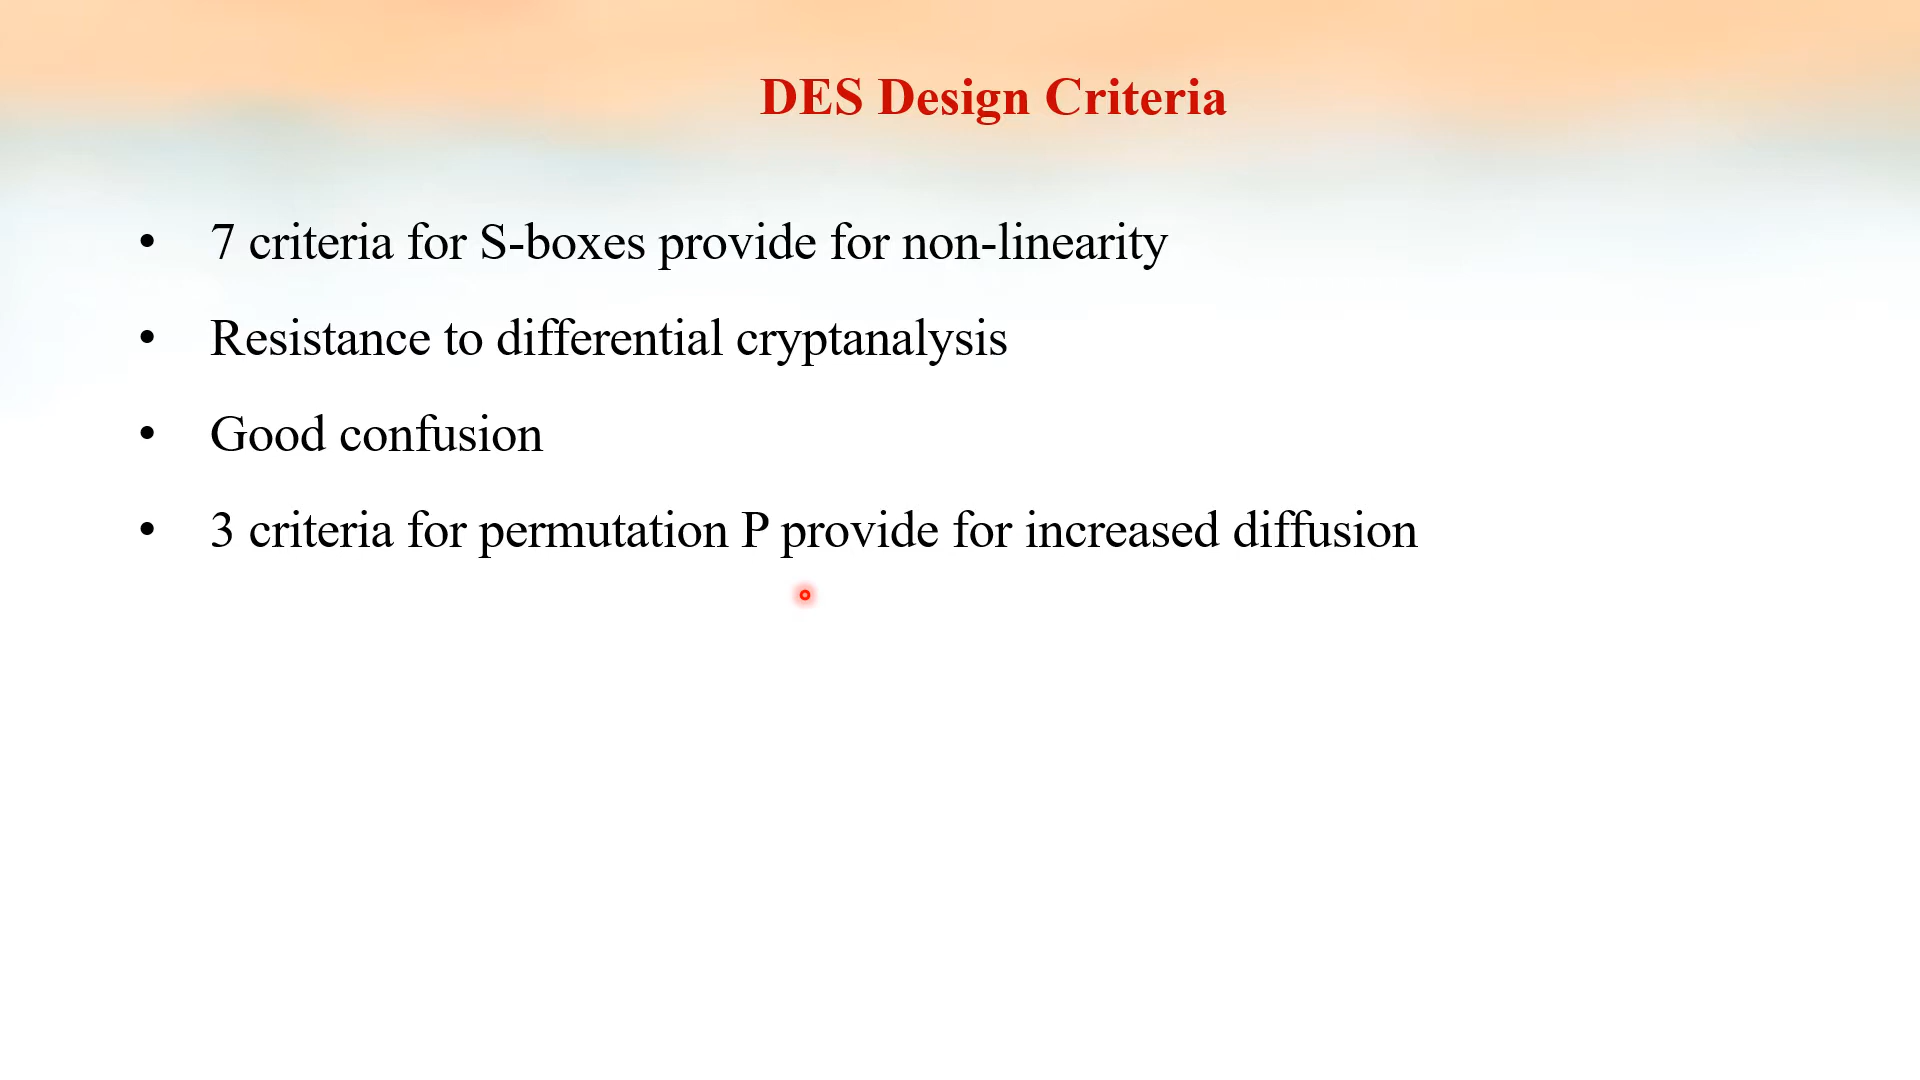 DES Design Criteria
• 7 criteria for S-boxes provide for non-linearity
• Resistance to differential cryptanalysis
• Good confusion
• 3 criteria for permutation P provide for increased diffusion